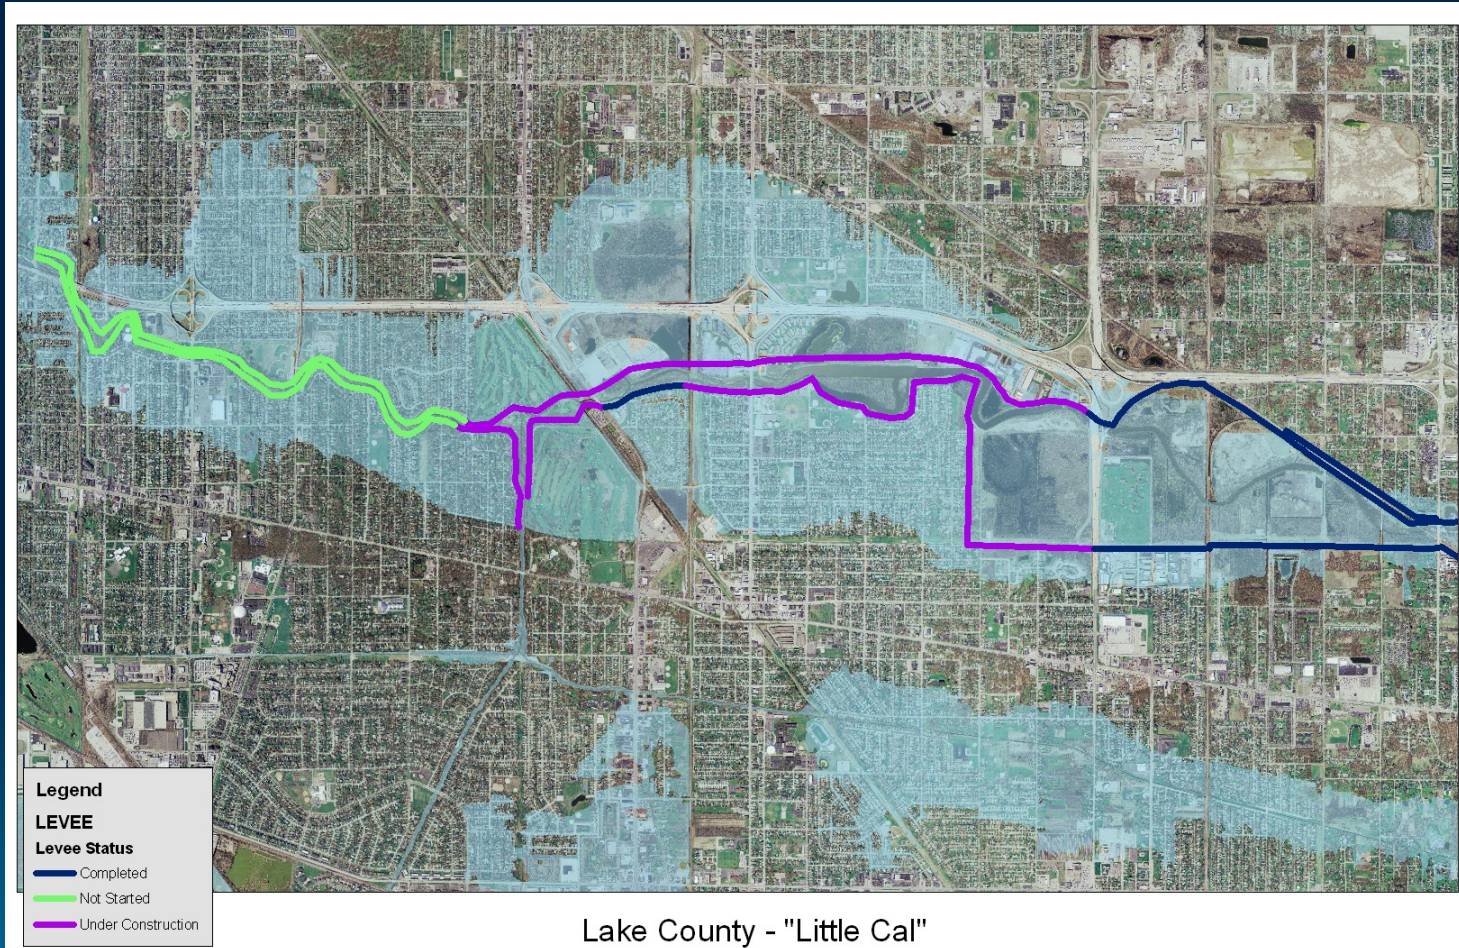 Legend
LEVEE
Levee Status
Completed
Not Started
Under Construction
Lake County - "Little Cal"